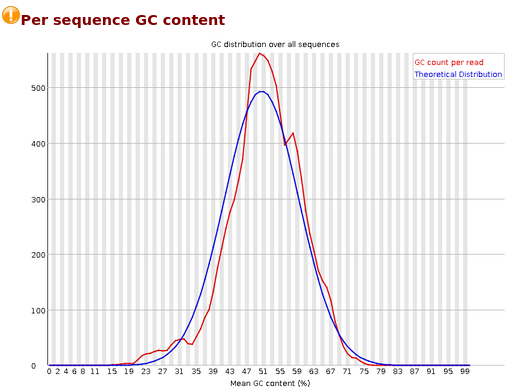 Per sequence GC content
GC distribution over all sequences
GC count per read
Theoretical Distribution
500
400
300
200
100
0
0 2 4 6 8 11 15 19 23 27 31 35 39 43 47 51 55 59 63 67 71 75 79 83 87 91 95 99
Mean GC content (%)